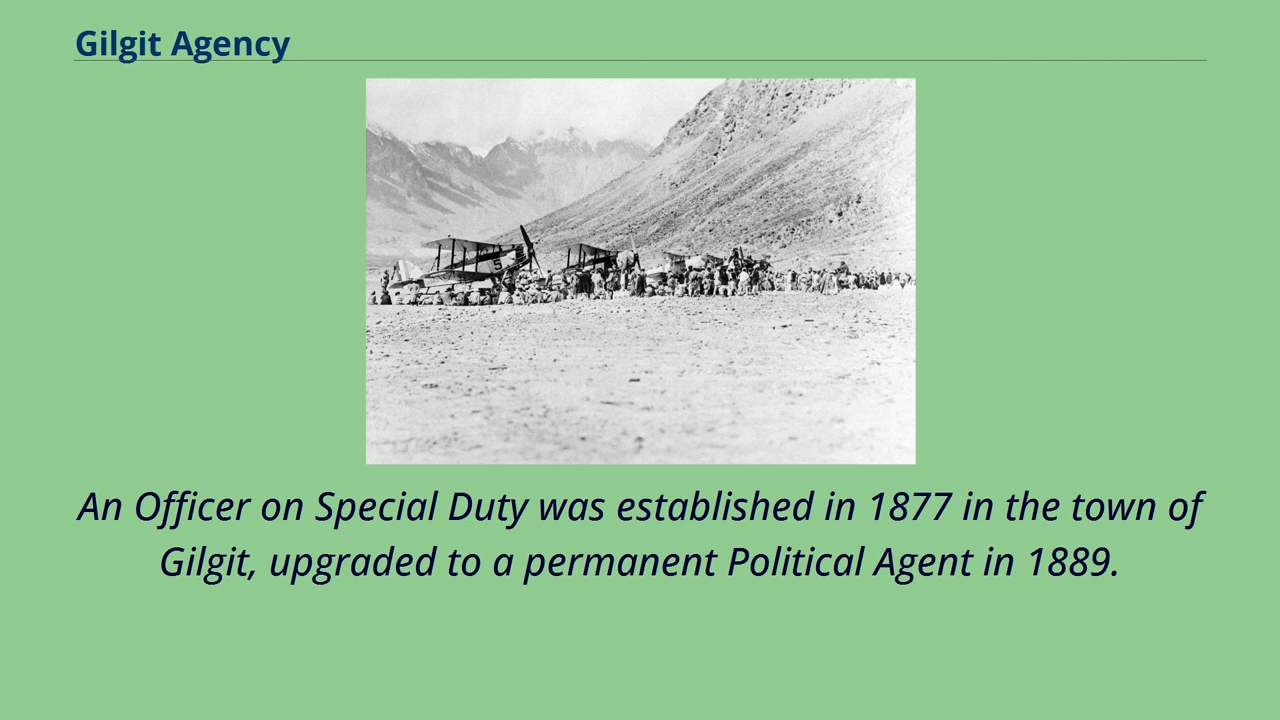 Gilgit Agency
An Officer on Special Duty was established in 1877 in the town of
Gilgit, upgraded to a permanent Political Agent in 1889.